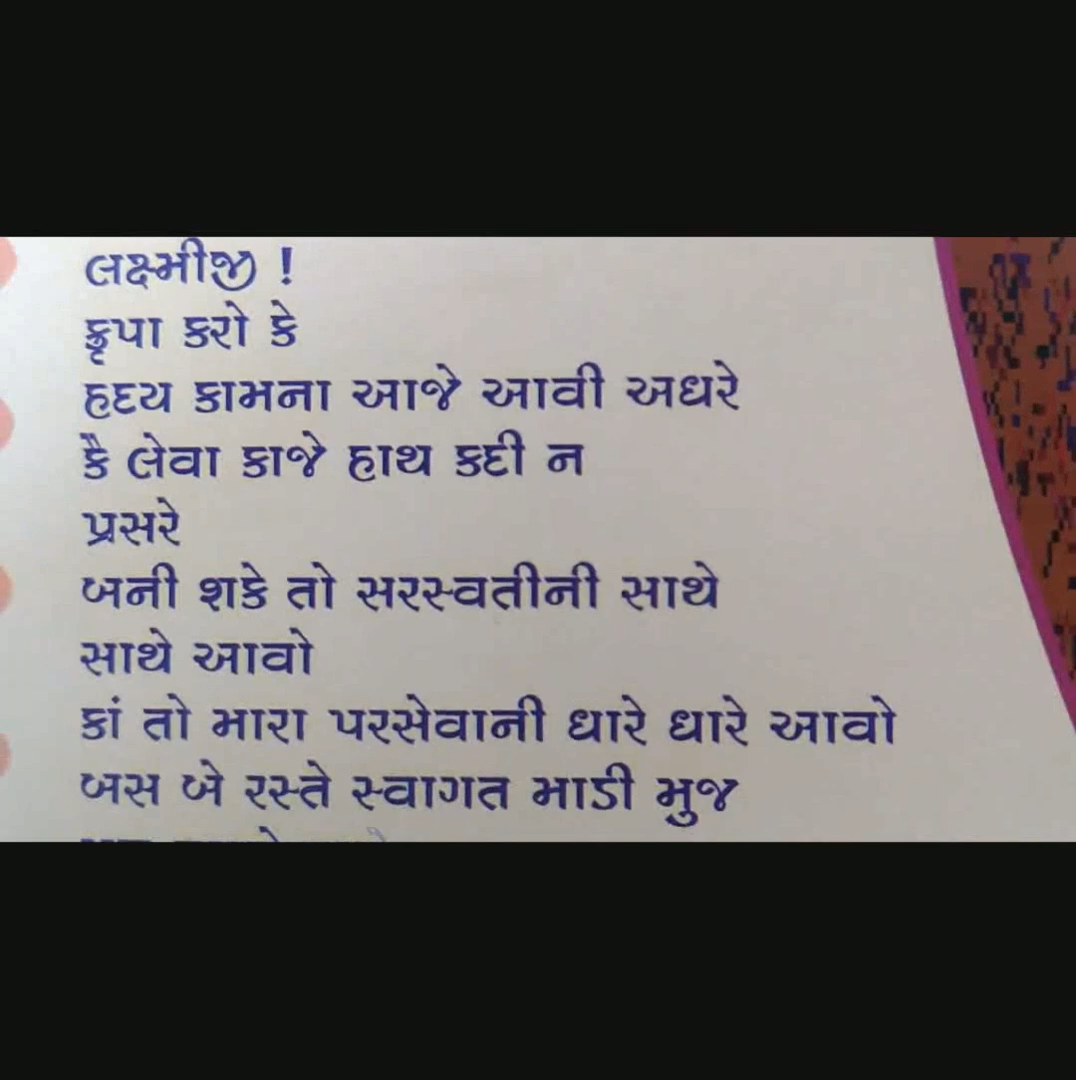 લક્ષ્મીજી !
કૃપા કરો કે
હૃદય કામના આજે આવી અધરે
કૈ લેવા કાજે હાથ કદી ન
પ્રસરે
બની શકે તો સરસ્વતીની સાથે
સાથે આવો
કાં તો મારા પરસેવાની ધારે ધારે આવો
બસ બે રસ્તે સ્વાગત માડી મુજ